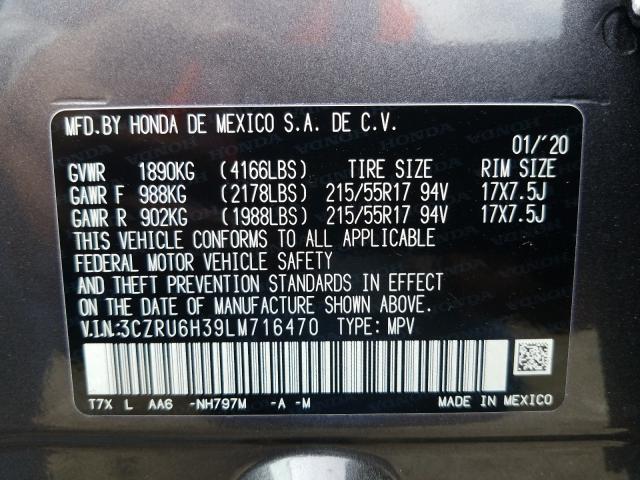 MFD.BY HONDA DE MEXICO S.A. DE C.V.
01/'20
GVWR 1890KG (4166LBS) TIRE SIZE RIM SIZE
GAWR F 988KG (2178LBS) 215/55R17 94V 17X7.5J
GAWR R 902KG (1988LBS) 215/55R17 94V 17X7.5J
THIS VEHICLE CONFORMS TO ALL APPLICABLE
FEDERAL MOTOR VEHICLE SAFETY
AND THEFT PREVENTION STANDARDS IN EFFECT
ON THE DATE OF MANUFACTURE SHOWN ABOVE.
V.I.N:3CZRU6H39LM716470 TYPE: MPV
T7X L AA6 -NH797M -A -M MADE IN MEXICO